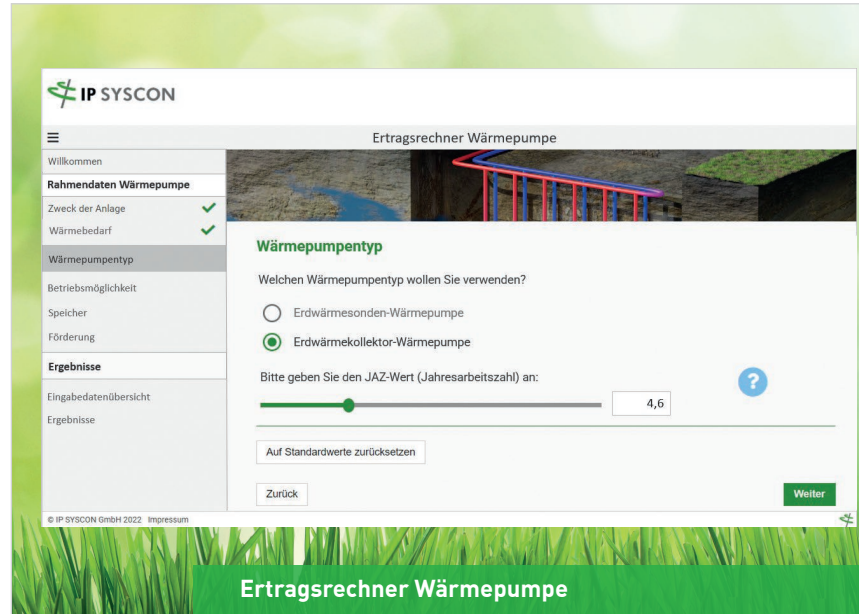 IP SYSCON
Ertragsrechner Wärmepumpe
Willkommen
Rahmendaten Wärmepumpe
Zweck der Anlage
Wärmebedarf
Wärmepumpentyp
Betriebsmöglichkeit
Speicher
Förderung
Ergebnisse
Eingabedatenübersicht
Ergebnisse
Wärmepumpentyp
Welchen Wärmepumpentyp wollen Sie verwenden?
Erdwärmesonden-Wärmepumpe
Erdwärmekollektor-Wärmepumpe
Bitte geben Sie den JAZ-Wert (Jahresarbeitszahl) an:
?
4,6
Auf Standardwerte zurücksetzen
Zurück
Weiter
© IP SYSCON GmbH 2022 Impressum
Ertragsrechner Wärmepumpe